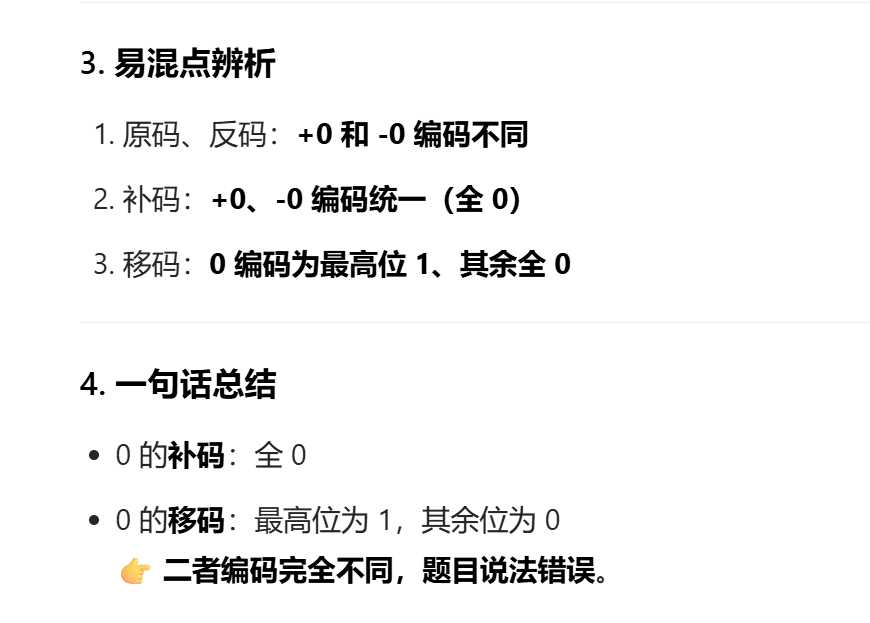 3. 易混点辨析
1. 原码、反码：+0 和 -0 编码不同
2. 补码：+0、-0 编码统一（全 0）
3. 移码：0 编码为最高位 1、其余全 0
4. 一句话总结
• 0 的补码：全 0
• 0 的移码：最高位为 1，其余位为 0
👉 二者编码完全不同，题目说法错误。